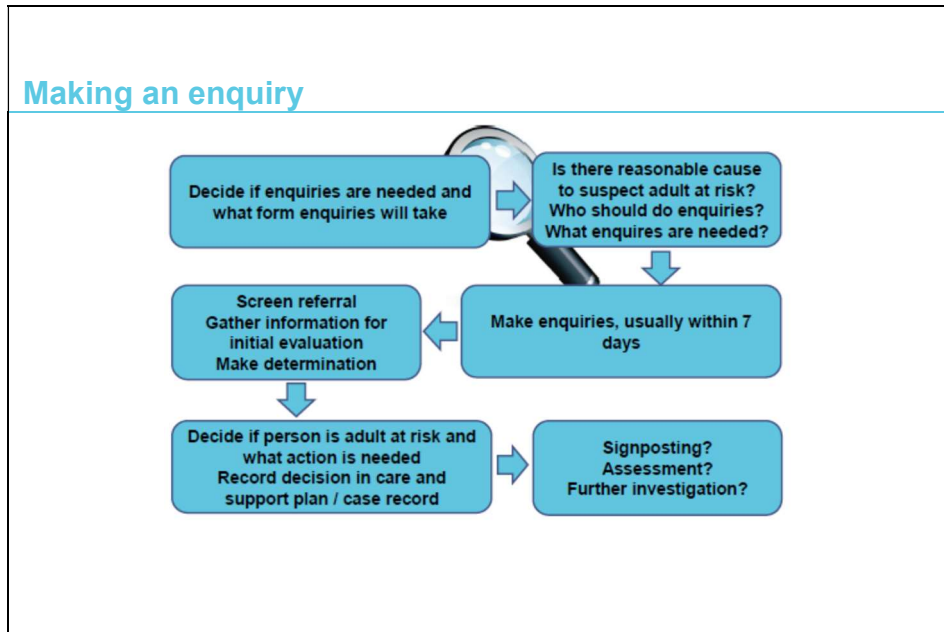 Making an enquiry
Decide if enquiries are needed and
what form enquiries will take
Is there reasonable cause
to suspect adult at risk?
Who should do enquiries?
What enquires are needed?
Make enquiries, usually within 7
days
Screen referral
Gather information for
initial evaluation
Make determination
Decide if person is adult at risk and
what action is needed
Record decision in care and
support plan / case record
Signposting?
Assessment?
Further investigation?